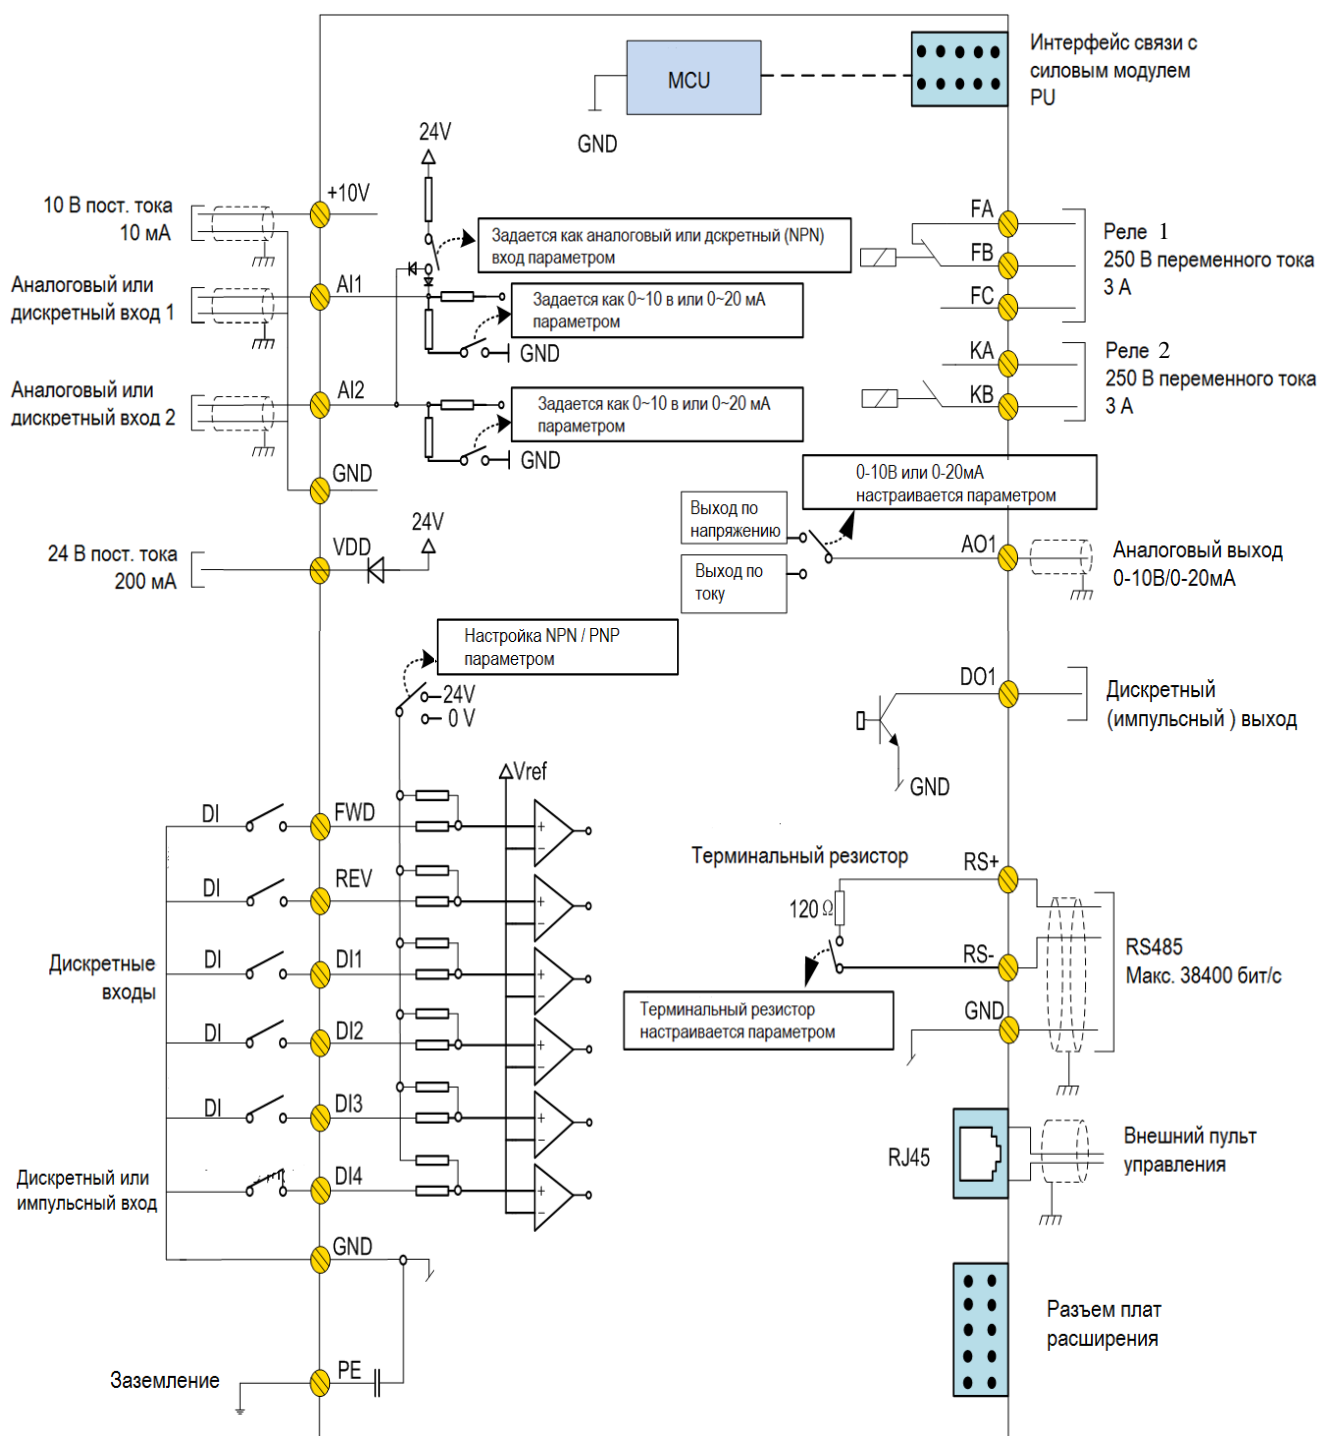 MCU
GND
Интерфейс связи с
силовым модулем
PU
24V
+10V
10 В пост. тока
10 мА
Задается как аналоговый или дскретный (NPN)
вход параметром
Аналоговый или
дискретный вход 1
AI1
Задается как 0~10 в или 0~20 мА
параметром
GND
Аналоговый или
дискретный вход 2
AI2
Задается как 0~10 в или 0~20 мА
параметром
GND
GND
24 В пост. тока
200 мА
VDD
24V
FA
FB
FC
Реле 1
250 В переменного тока
3 А
KA
KB
Реле 2
250 В переменного тока
3 А
0-10В или 0-20мА
настраивается параметром
Выход по
напряжению
Выход по
току
AO1
Аналоговый выход
0-10В/0-20мА
Настройка NPN / PNP
параметром
24V
0 V
DO1
Дискретный
(импульсный ) выход
GND
Vref
DI
FWD
+
−
DI
REV
+
−
Дискретные
входы
DI
DI1
+
−
DI
DI2
+
−
DI
DI3
+
−
Дискретный или
импульсный вход
DI4
+
−
GND
Заземление
PE
Терминальный резистор
RS+
120 Ω
RS-
RS485
Макс. 38400 бит/с
Терминальный резистор
настраивается параметром
GND
RJ45
Внешний пульт
управления
Разъем плат
расширения